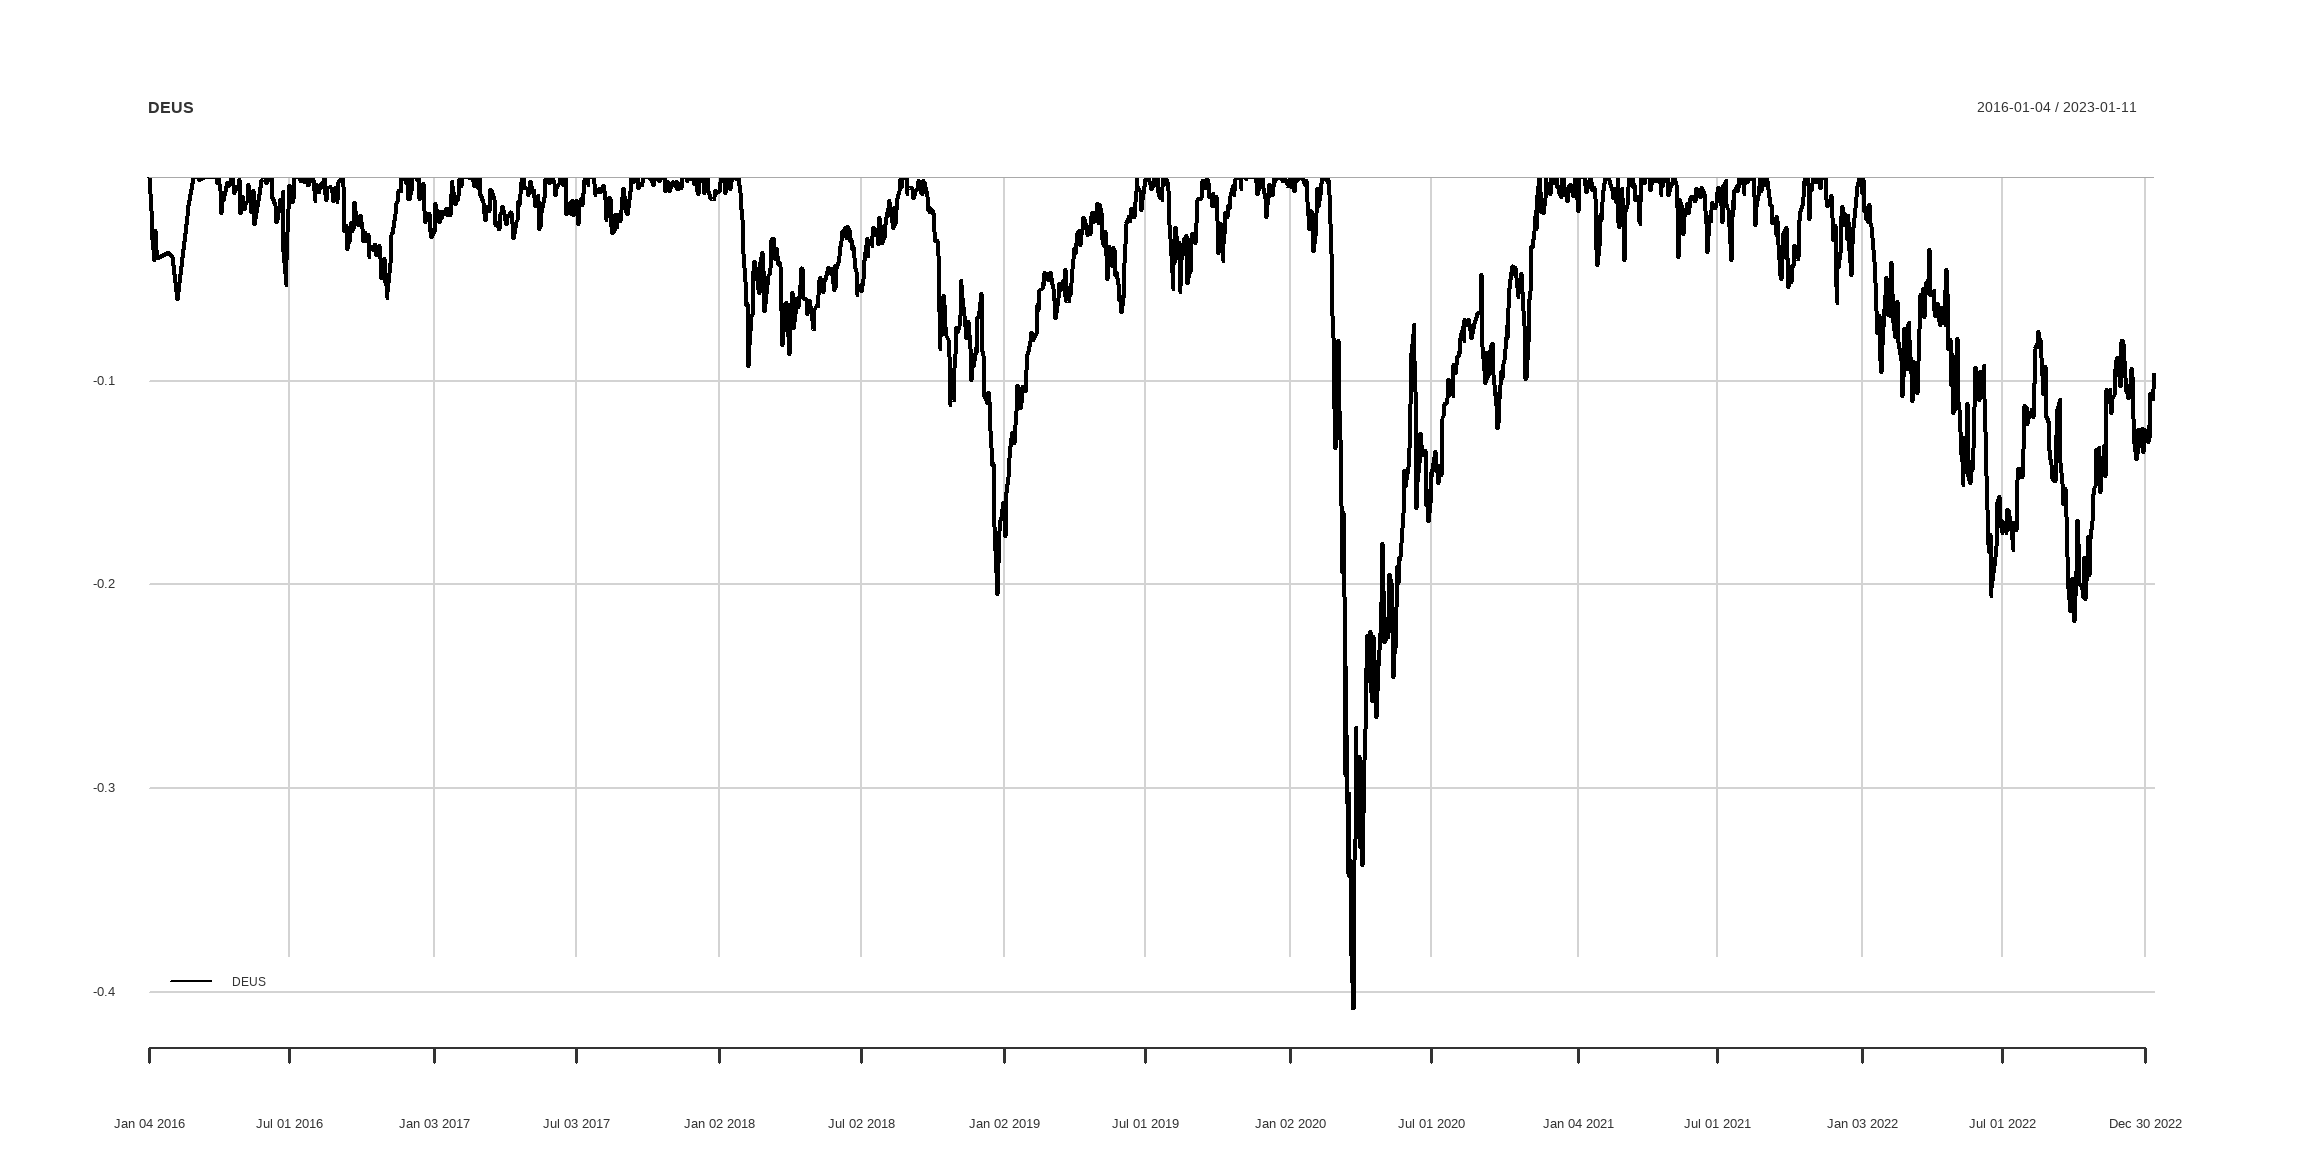 DEUS
2016-01-04 / 2023-01-11
-0.1
-0.2
-0.3
-0.4
DEUS
Jan 04 2016
Jul 01 2016
Jan 03 2017
Jul 03 2017
Jan 02 2018
Jul 02 2018
Jan 02 2019
Jul 01 2019
Jan 02 2020
Jul 01 2020
Jan 04 2021
Jul 01 2021
Jan 03 2022
Jul 01 2022
Dec 30 2022